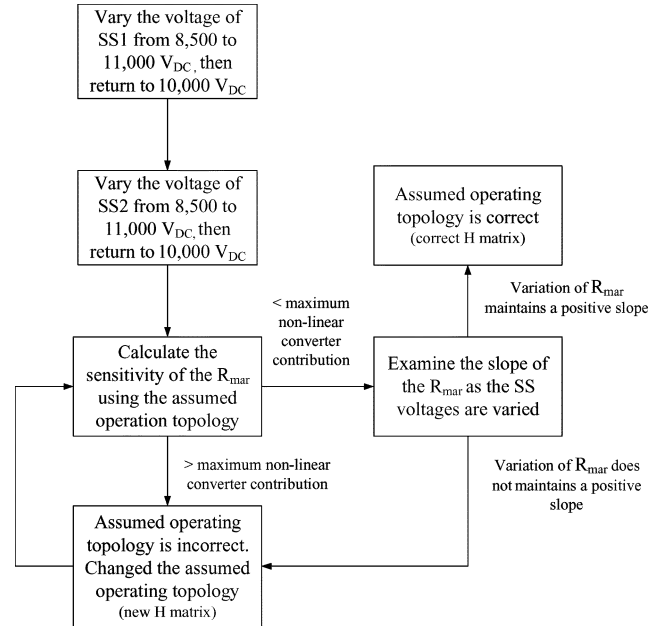 Vary the voltage of
SS1 from 8,500 to
11,000 VDC, then
return to 10,000 VDC
Vary the voltage of
SS2 from 8,500 to
11,000 VDC, then
return to 10,000 VDC
Assumed operating
topology is correct
(correct H matrix)
< maximum
non-linear
converter
contribution
Variation of Rmar
maintains a positive slope
Calculate the
sensitivity of the Rmar
using the assumed
operation topology
Examine the slope of
the Rmar as the SS
voltages are varied
> maximum non-linear
converter contribution
Variation of Rmar does
not maintains a positive
slope
Assumed operating
topology is incorrect.
Changed the assumed
operating topology
(new H matrix)